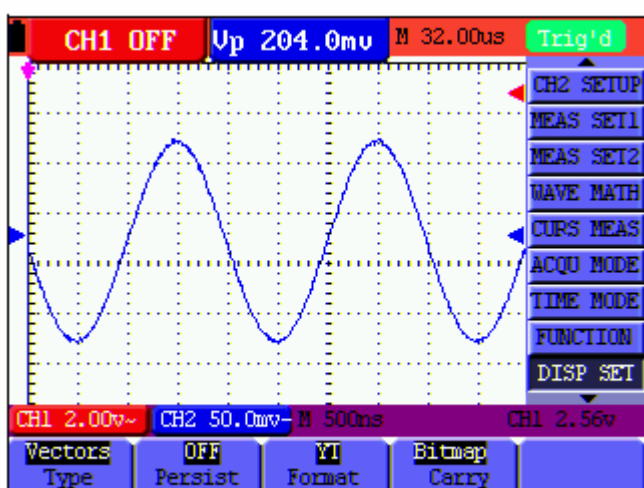 CH1 OFF Vp 204.0mv M 32.00us Trig'd
CH2 SETUP
MEAS SET1
MEAS SET2
WAVE MATH
CURS MEAS
ACQU MODE
TIME MODE
FUNCTION
DISP SET
CH1 2.00v~ CH2 50.0mv- M 500ns CH1 2.56v
Vectors OFF YT Bitmap
Type Persist Format Carry